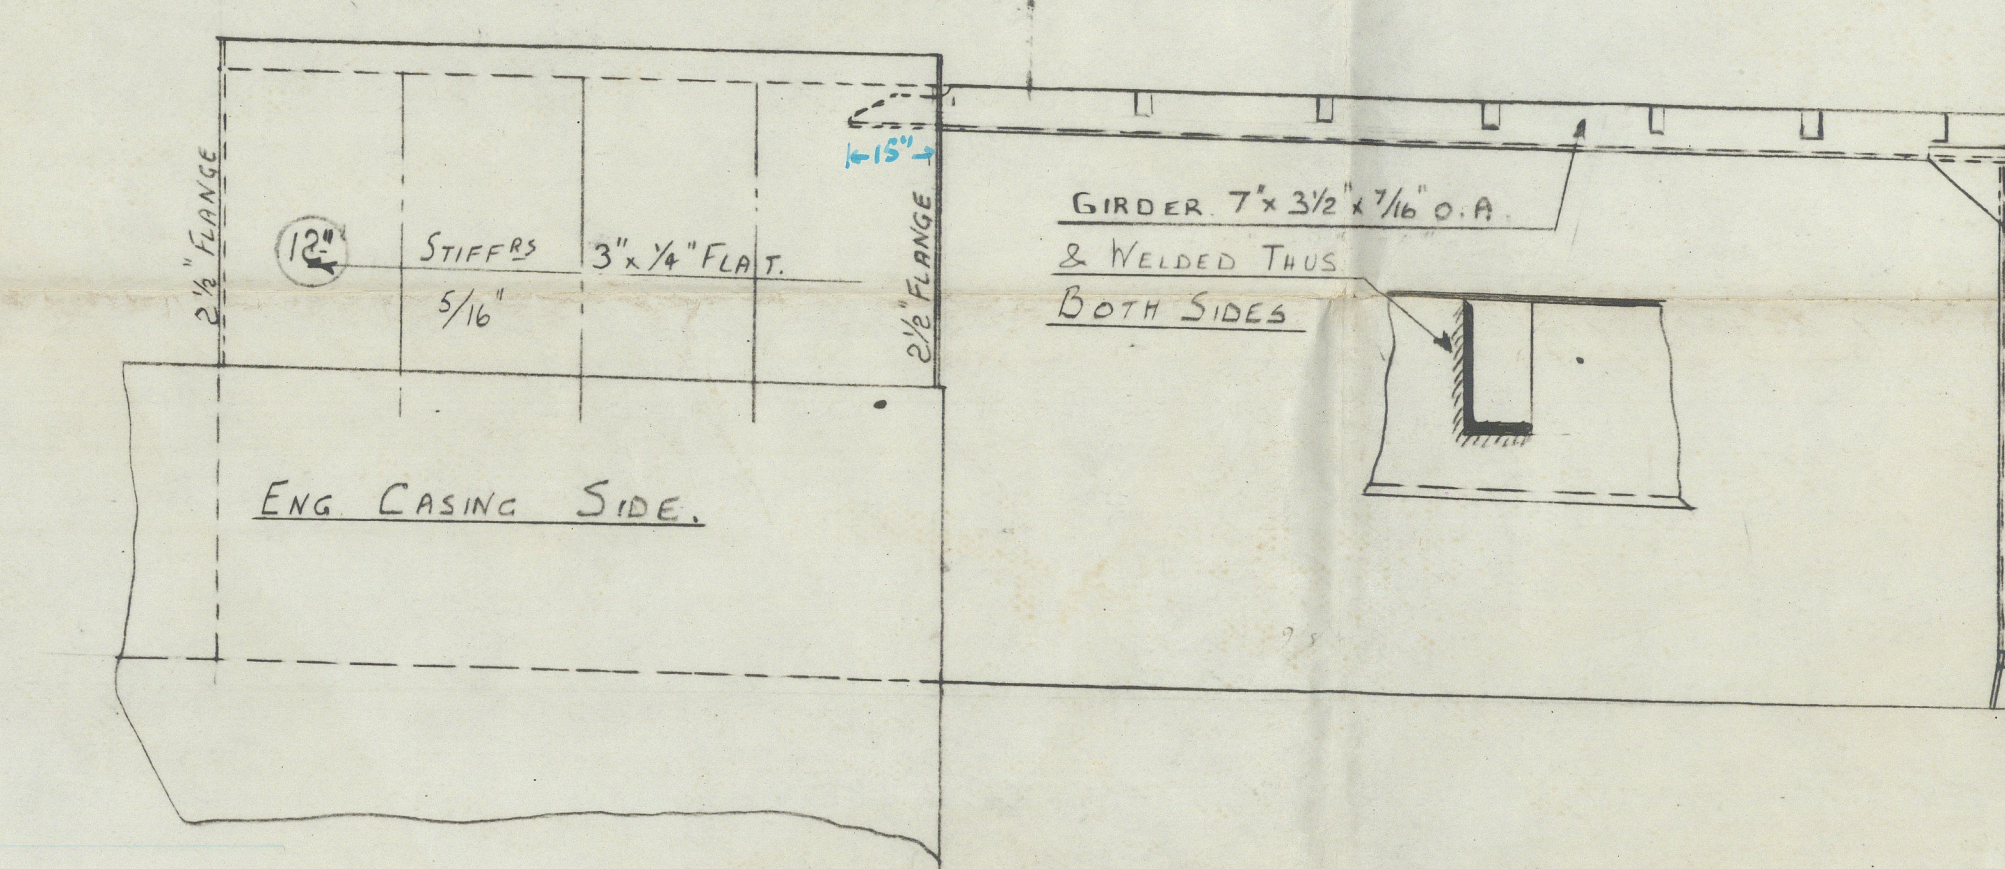 2½" FLANGE
12"
STIFFRS 3" x ¼" FLAT.
5/16"
2½" FLANGE
15"
GIRDER 7" x 3½" x 7/16" O.A.
& WELDED THUS
BOTH SIDES
ENG CASING SIDE.